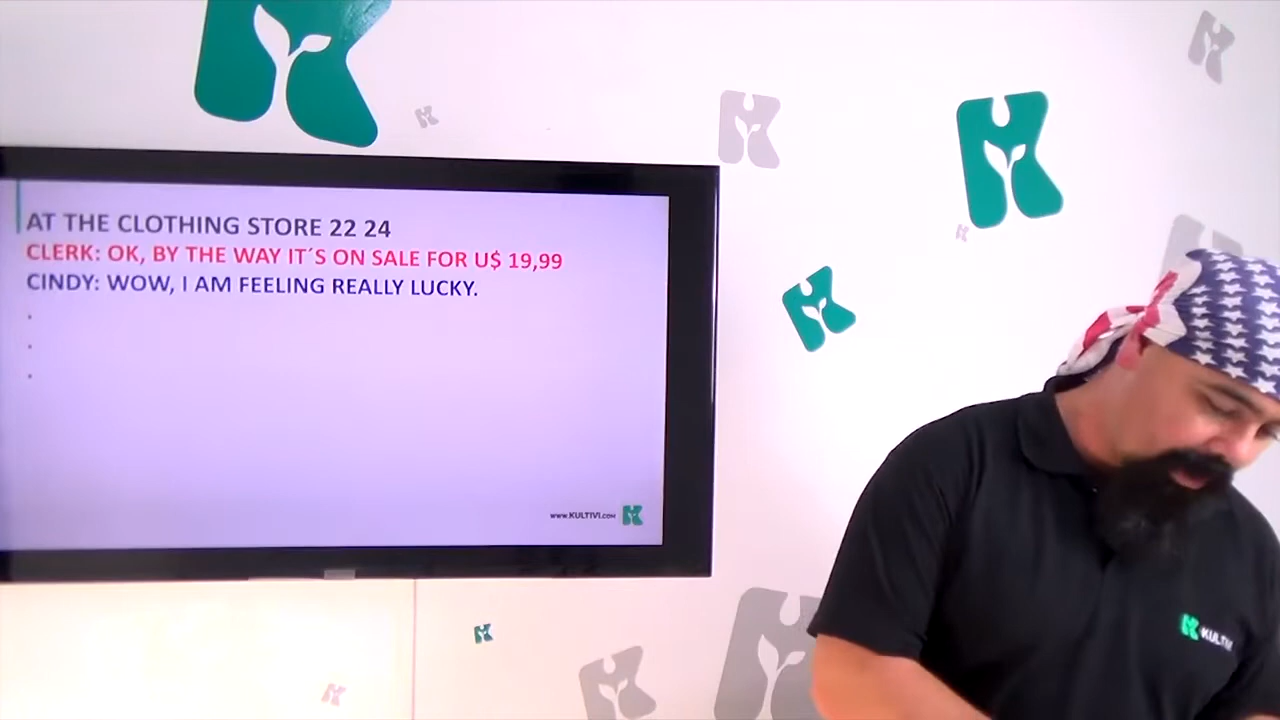 AT THE CLOTHING STORE 22 24
CLERK: OK, BY THE WAY IT´S ON SALE FOR U$ 19,99
CINDY: WOW, I AM FEELING REALLY LUCKY.
www.KULTIVI.com
KULTIVI